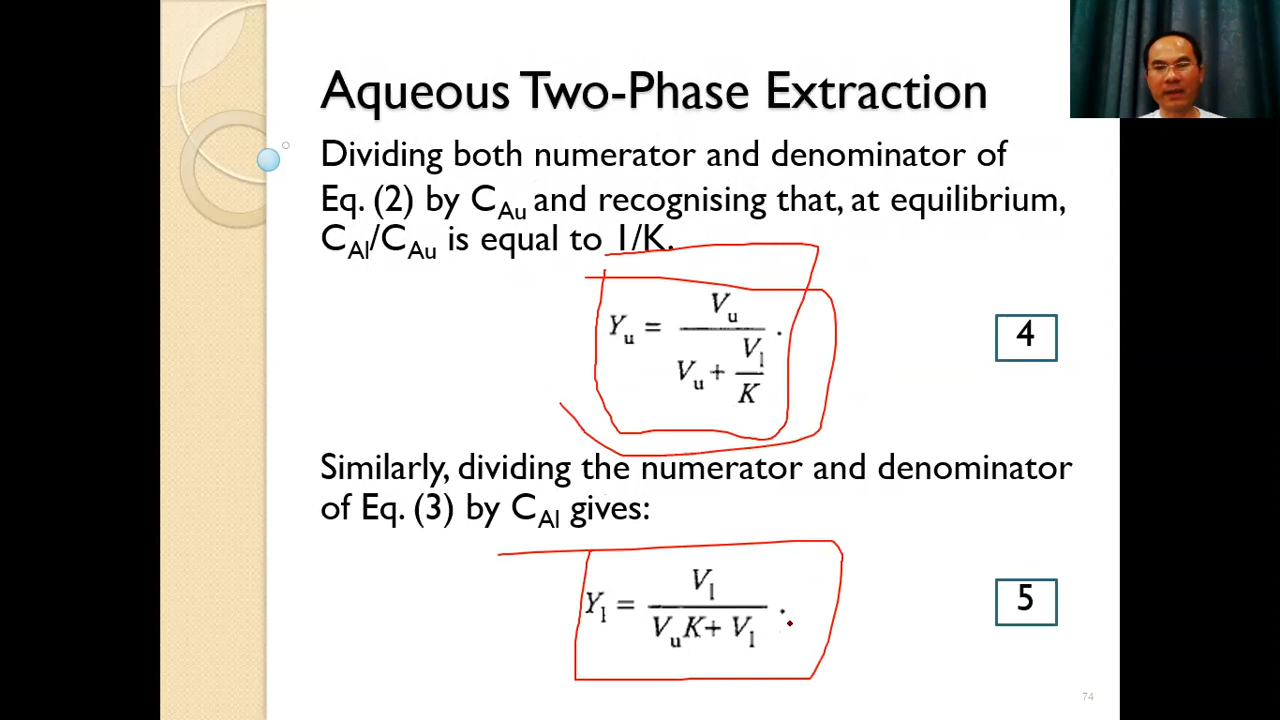 Aqueous Two-Phase Extraction
Dividing both numerator and denominator of
Eq. (2) by C_Au and recognising that, at equilibrium,
C_Al/C_Au is equal to 1/K.
Y_u = V_u / (V_u + V_l/K) .
4
Similarly, dividing the numerator and denominator
of Eq. (3) by C_Al gives:
Y_l = V_l / (V_u K + V_l) .
5
74